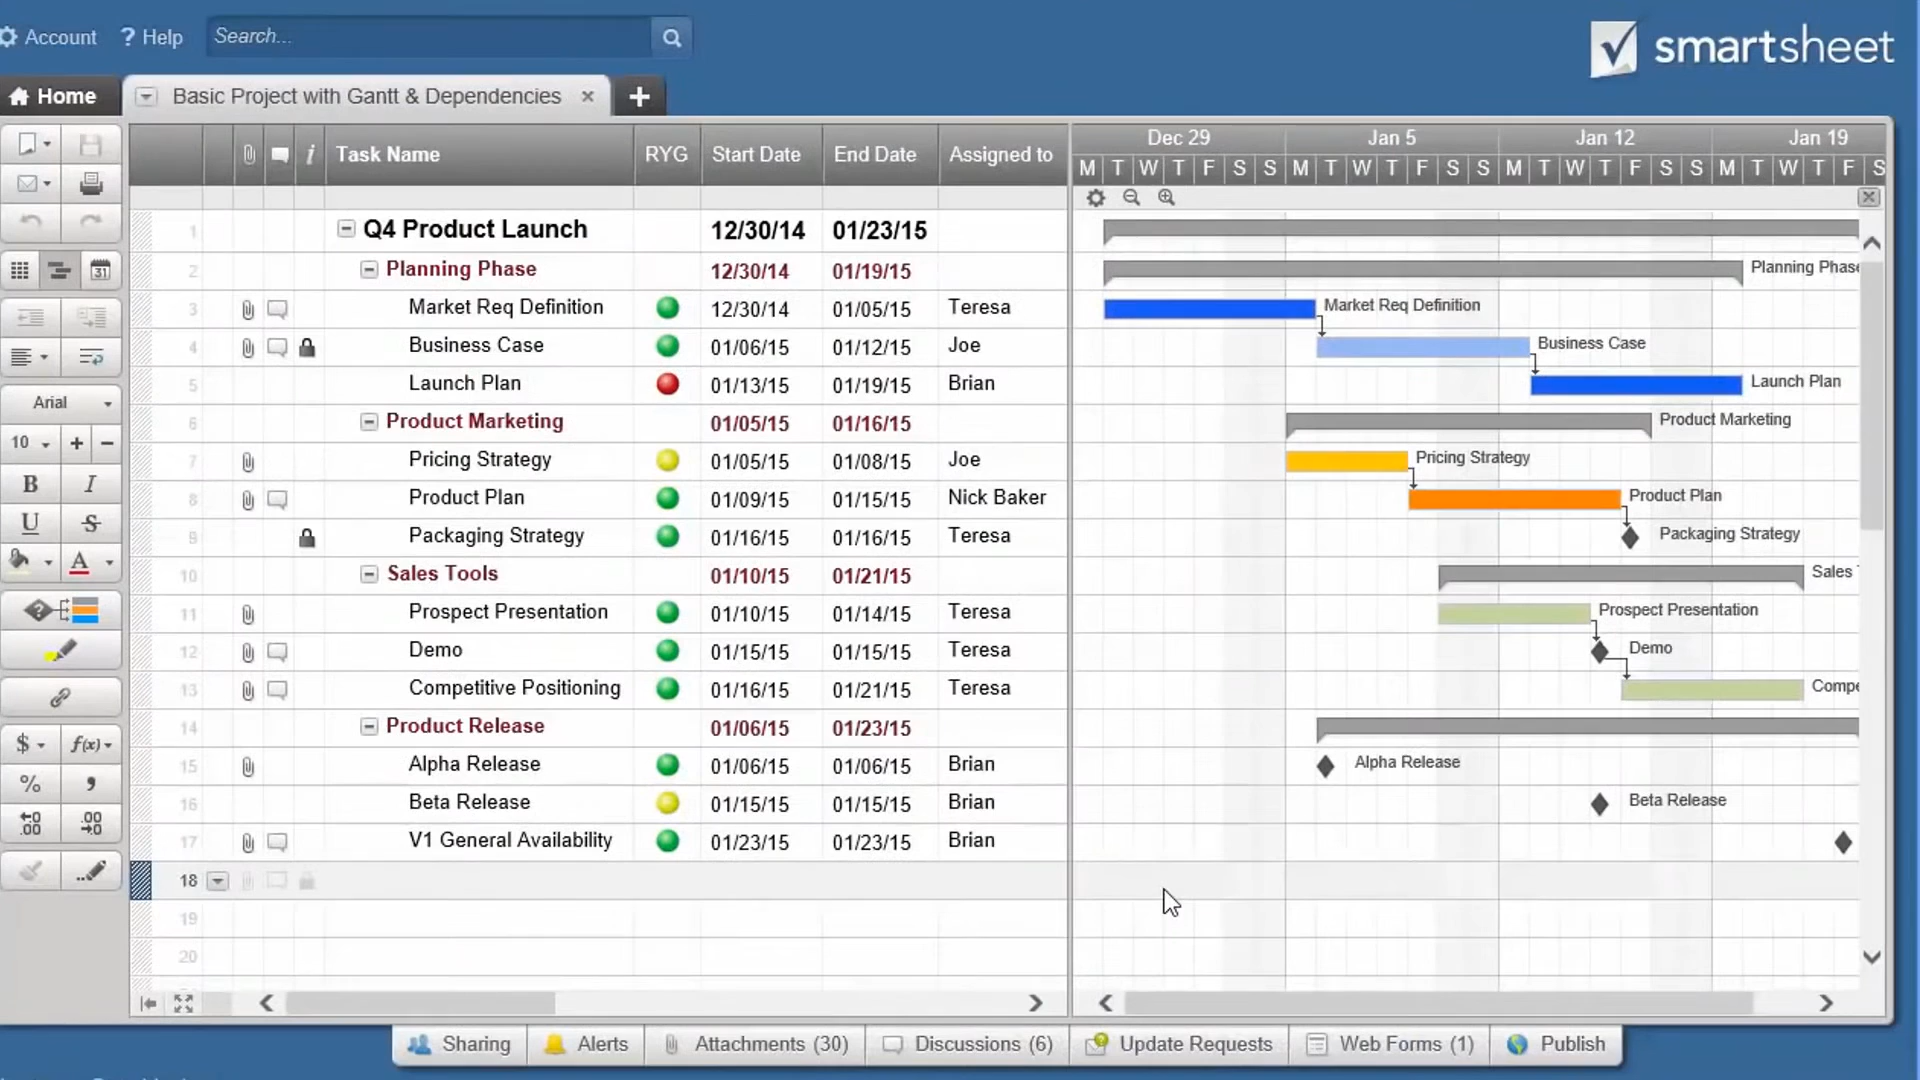 Account ? Help Search...
smartsheet
Home Basic Project with Gantt & Dependencies
i Task Name RYG Start Date End Date Assigned to
Dec 29 Jan 5 Jan 12 Jan 19
M T W T F S S M T W T F S S M T W T F S S M T W T F S
1 Q4 Product Launch 12/30/14 01/23/15
2 Planning Phase 12/30/14 01/19/15 Planning Phase
3 Market Req Definition 12/30/14 01/05/15 Teresa Market Req Definition
4 Business Case 01/06/15 01/12/15 Joe Business Case
5 Launch Plan 01/13/15 01/19/15 Brian Launch Plan
6 Product Marketing 01/05/15 01/16/15 Product Marketing
7 Pricing Strategy 01/05/15 01/08/15 Joe Pricing Strategy
8 Product Plan 01/09/15 01/15/15 Nick Baker Product Plan
9 Packaging Strategy 01/16/15 01/16/15 Teresa Packaging Strategy
10 Sales Tools 01/10/15 01/21/15 Sales
11 Prospect Presentation 01/10/15 01/14/15 Teresa Prospect Presentation
12 Demo 01/15/15 01/15/15 Teresa Demo
13 Competitive Positioning 01/16/15 01/21/15 Teresa Compe
14 Product Release 01/06/15 01/23/15
15 Alpha Release 01/06/15 01/06/15 Brian Alpha Release
16 Beta Release 01/15/15 01/15/15 Brian Beta Release
17 V1 General Availability 01/23/15 01/23/15 Brian
18
19
20
31
Arial
10 + −
B I
U S
A
$ f(x)
% ,
.0 .00
.00 .0
Sharing Alerts Attachments (30) Discussions (6) Update Requests Web Forms (1) Publish